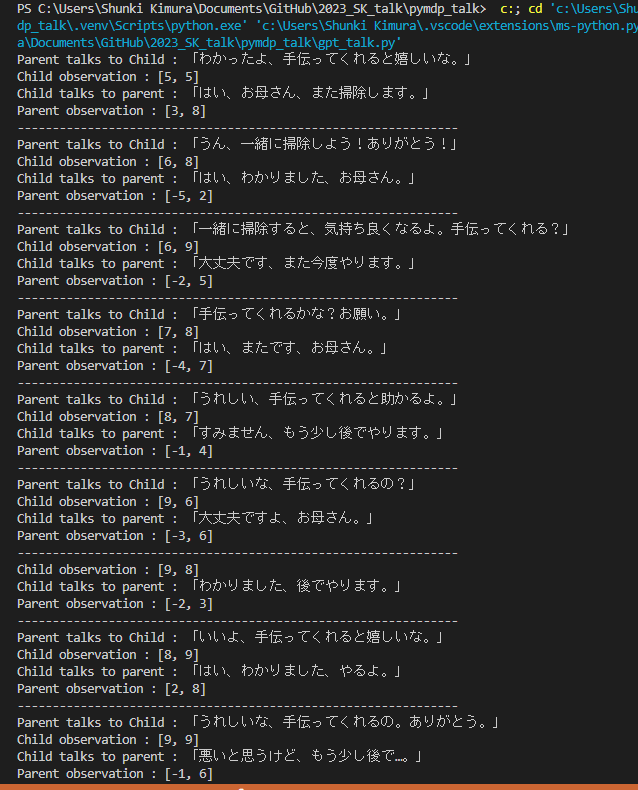 PS C:\Users\Shunki Kimura\Documents\GitHub\2023_SK_talk\pymdp_talk>  c:; cd 'c:\Users\Shu
dp_talk\.venv\Scripts\python.exe' 'c:\Users\Shunki Kimura\.vscode\extensions\ms-python.py
a\Documents\GitHub\2023_SK_talk\pymdp_talk\gpt_talk.py'
Parent talks to Child : 「わかったよ、手伝ってくれると嬉しいな。」
Child observation : [5, 5]
Child talks to parent : 「はい、お母さん、また掃除します。」
Parent observation : [3, 8]
----------------------------------------------------------
Parent talks to Child : 「うん、一緒に掃除しよう！ありがとう！」
Child observation : [6, 8]
Child talks to parent : 「はい、わかりました、お母さん。」
Parent observation : [-5, 2]
----------------------------------------------------------
Parent talks to Child : 「一緒に掃除すると、気持ち良くなるよ。手伝ってくれる？」
Child observation : [6, 9]
Child talks to parent : 「大丈夫です、また今度やります。」
Parent observation : [-2, 5]
----------------------------------------------------------
Parent talks to Child : 「手伝ってくれるかな？お願い。」
Child observation : [7, 8]
Child talks to parent : 「はい、またです、お母さん。」
Parent observation : [-4, 7]
----------------------------------------------------------
Parent talks to Child : 「うれしい、手伝ってくれると助かるよ。」
Child observation : [8, 7]
Child talks to parent : 「すみません、もう少し後でやります。」
Parent observation : [-1, 4]
----------------------------------------------------------
Parent talks to Child : 「うれしいな、手伝ってくれるの？」
Child observation : [9, 6]
Child talks to parent : 「大丈夫ですよ、お母さん。」
Parent observation : [-3, 6]
----------------------------------------------------------
Child observation : [9, 8]
Child talks to parent : 「わかりました、後でやります。」
Parent observation : [-2, 3]
----------------------------------------------------------
Parent talks to Child : 「いいよ、手伝ってくれると嬉しいな。」
Child observation : [8, 9]
Child talks to parent : 「はい、わかりました、やるよ。」
Parent observation : [2, 8]
----------------------------------------------------------
Parent talks to Child : 「うれしいな、手伝ってくれるの。ありがとう。」
Child observation : [9, 9]
Child talks to parent : 「悪いと思うけど、もう少し後で…。」
Parent observation : [-1, 6]